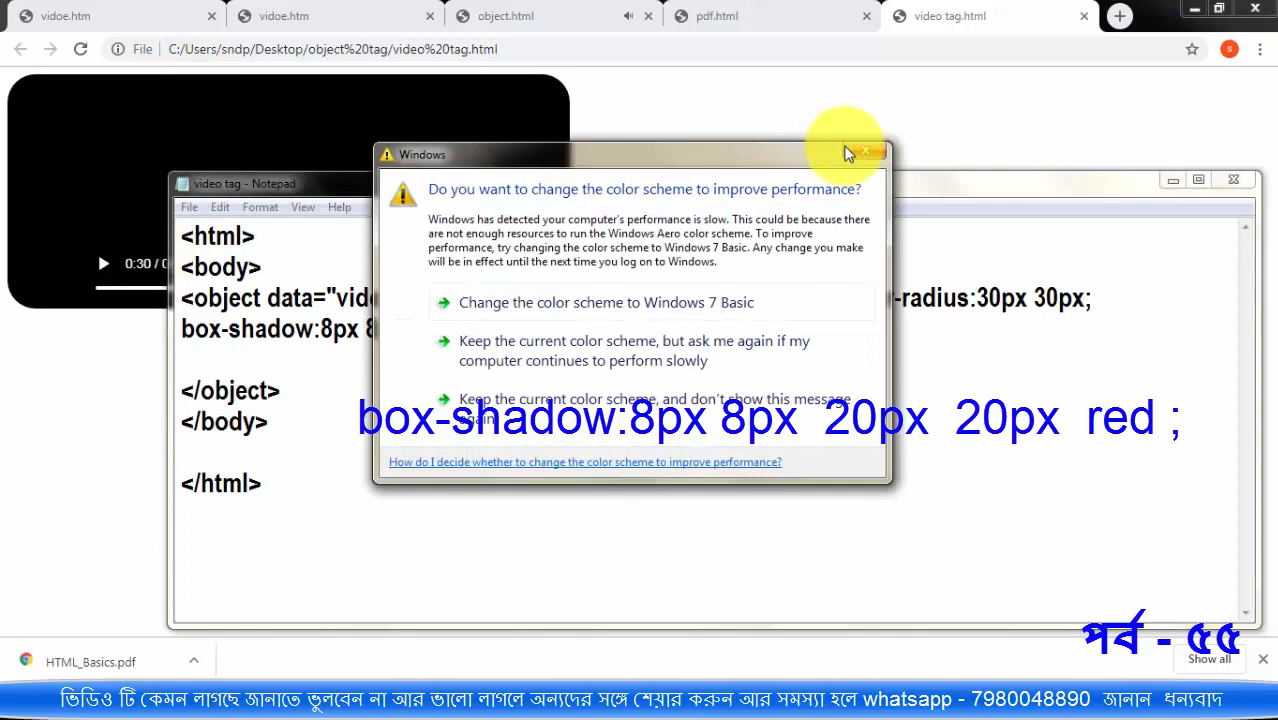 vidoe.htm
vidoe.htm
object.html
pdf.html
video tag.html
File
C:/Users/sndp/Desktop/object%20tag/video%20tag.html
S
0:30 /
video tag - Notepad
File Edit Format View Help
<html>
<body>
<object data="vid
-radius:30px 30px;
box-shadow:8px 8
</object>
</body>
</html>
Windows
Do you want to change the color scheme to improve performance?
Windows has detected your computer's performance is slow. This could be because there
are not enough resources to run the Windows Aero color scheme. To improve
performance, try changing the color scheme to Windows 7 Basic. Any change you make
will be in effect until the next time you log on to Windows.
Change the color scheme to Windows 7 Basic
Keep the current color scheme, but ask me again if my
computer continues to perform slowly
Keep the current color scheme, and don't show this message
again
box-shadow:8px 8px 20px 20px red ;
How do I decide whether to change the color scheme to improve performance?
পর্ব - ৫৫
HTML_Basics.pdf
Show all
ভিডিও টি কেমন লাগছে জানাতে ভুলবেন না আর ভালো লাগলে অন্যদের সঙ্গে শেয়ার করুন আর সমস্যা হলে whatsapp - 7980048890 জানান ধন্যবাদ